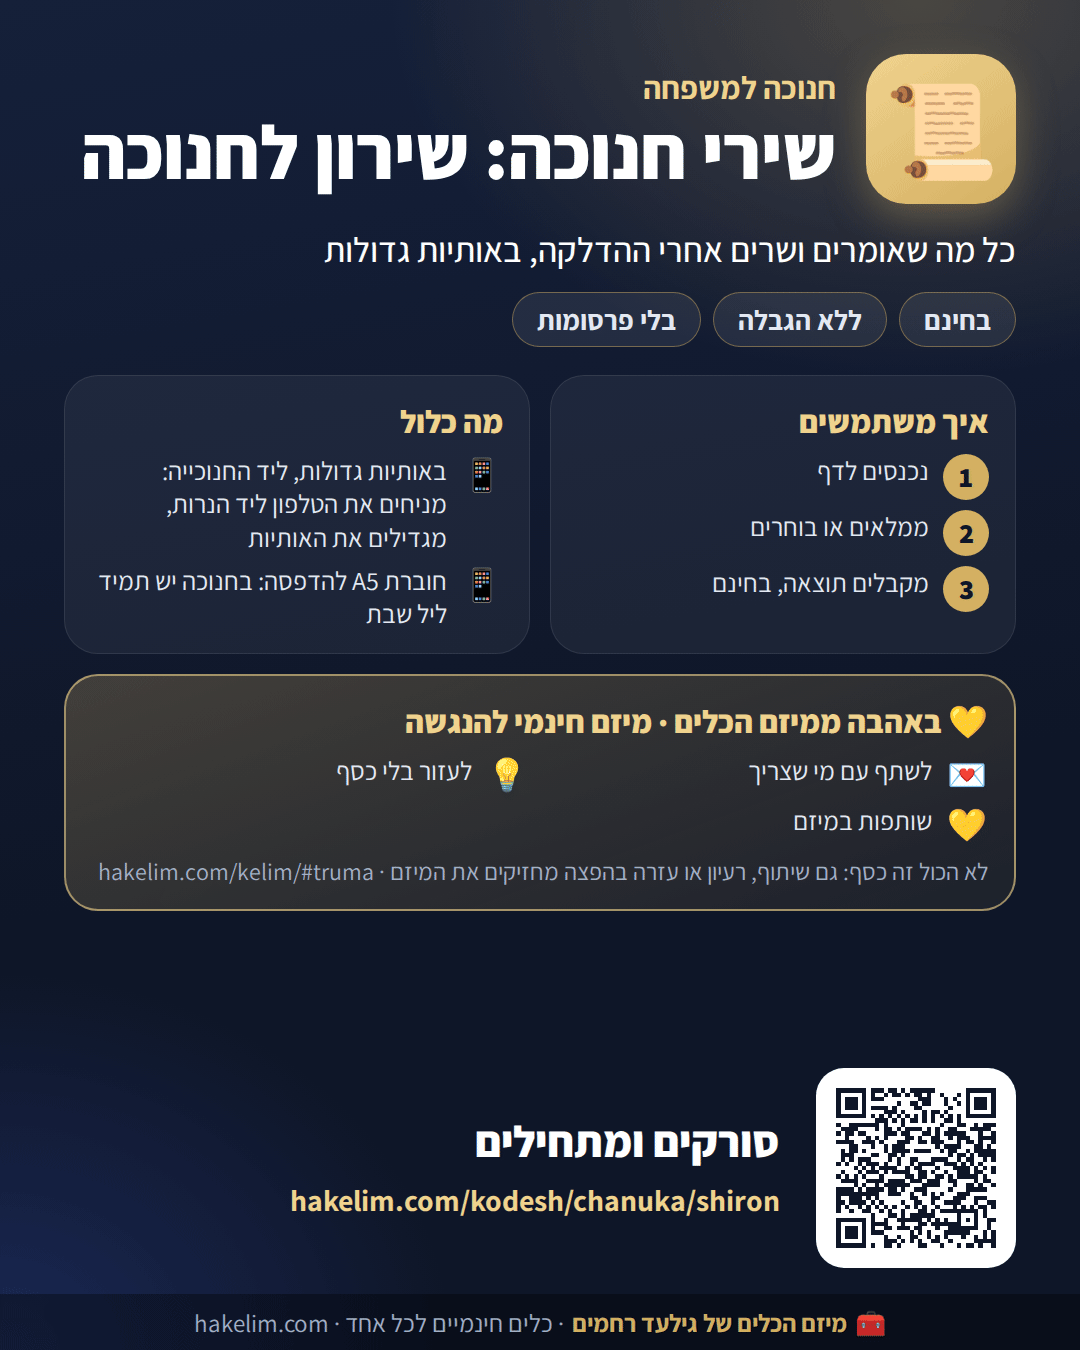 חנוכה למשפחה
שירי חנוכה: שירון לחנוכה
כל מה שאומרים ושרים אחרי ההדלקה, באותיות גדולות
בחינם
ללא הגבלה
בלי פרסומות
איך משתמשים
1 נכנסים לדף
2 ממלאים או בוחרים
3 מקבלים תוצאה, בחינם
מה כלול
באותיות גדולות, ליד החנוכייה:
מניחים את הטלפון ליד הנרות,
מגדילים את האותיות
חוברת A5 להדפסה: בחנוכה יש תמיד
ליל שבת
באהבה ממיזם הכלים · מיזם חינמי להנגשה
לשתף עם מי שצריך
לעזור בלי כסף
שותפות במיזם
לא הכול זה כסף: גם שיתוף, רעיון או עזרה בהפצה מחזיקים את המיזם · hakelim.com/kelim/#truma
סורקים ומתחילים
hakelim.com/kodesh/chanuka/shiron
מיזם הכלים של גילעד רחמים · כלים חינמיים לכל אחד · hakelim.com